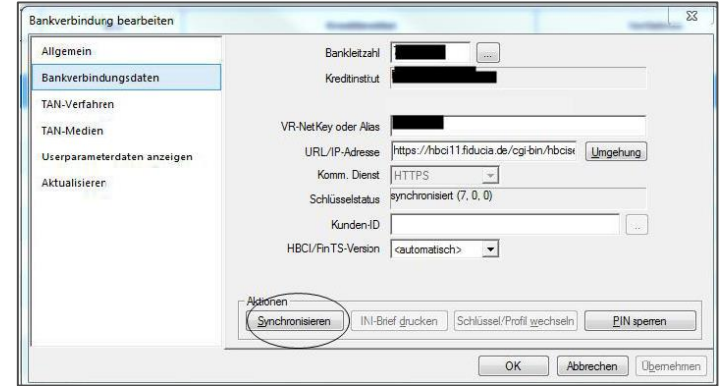 Bankverbindung bearbeiten
Allgemein
Bankverbindungsdaten
TAN-Verfahren
TAN-Medien
Userparameterdaten anzeigen
Aktualisieren
Bankleitzahl
...
Kreditinstitut
VR-NetKey oder Alias
URL/IP-Adresse https://hbci11.fiducia.de/cgi-bin/hbcise Umgehung
Komm. Dienst HTTPS
Schlüsselstatus synchronisiert (7, 0, 0)
Kunden-ID
HBCI/FinTS-Version <automatisch>
Aktionen
Synchronisieren INI-Brief drucken Schlüssel/Profil wechseln PIN sperren
OK Abbrechen Übernehmen